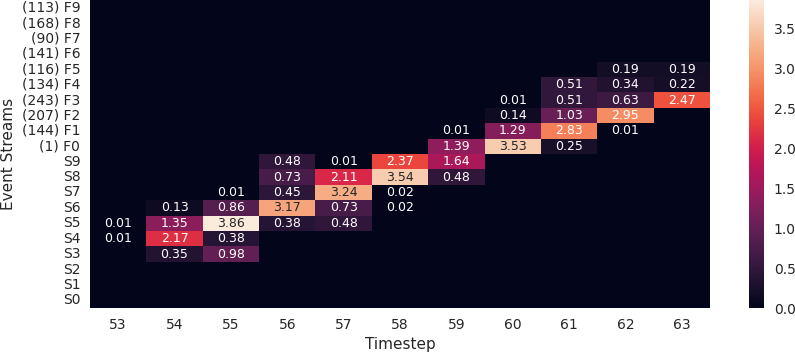 (113) F9
(168) F8
(90) F7
(141) F6
(116) F5 0.19 0.19
(134) F4 0.51 0.34 0.22
(243) F3 0.01 0.51 0.63 2.47
(207) F2 0.14 1.03 2.95
(144) F1 0.01 1.29 2.83 0.01
(1) F0 1.39 3.53 0.25
S9 0.48 0.01 2.37 1.64
S8 0.73 2.11 3.54 0.48
S7 0.01 0.45 3.24 0.02
S6 0.13 0.86 3.17 0.73 0.02
S5 0.01 1.35 3.86 0.38 0.48
S4 0.01 2.17 0.38
S3 0.35 0.98
S2
S1
S0
53 54 55 56 57 58 59 60 61 62 63
Timestep
Event Streams
3.5
3.0
2.5
2.0
1.5
1.0
0.5
0.0